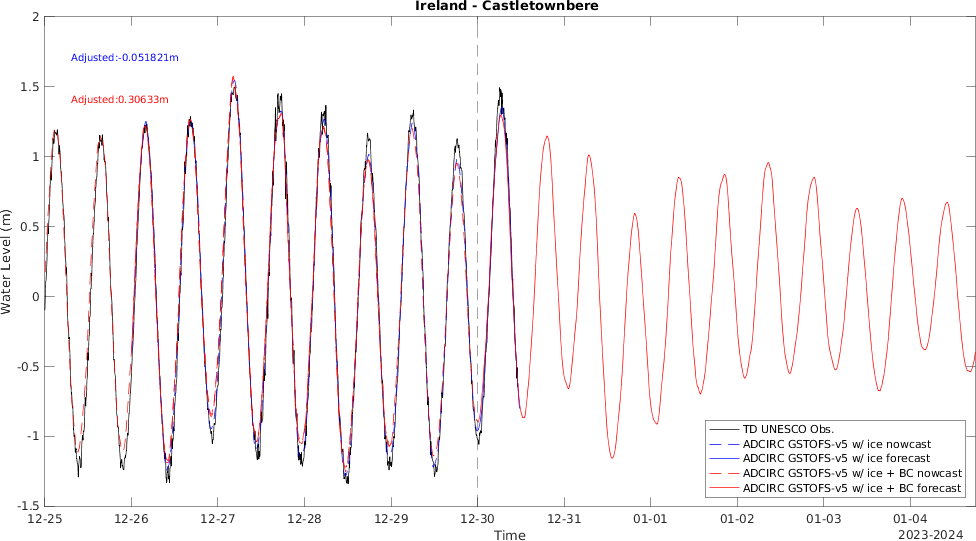 Ireland - Castletownbere
Adjusted:-0.051821m
Adjusted:0.30633m
Water Level (m)
2
1.5
1
0.5
0
-0.5
-1
-1.5
TD UNESCO Obs.
ADCIRC GSTOFS-v5 w/ ice nowcast
ADCIRC GSTOFS-v5 w/ ice forecast
ADCIRC GSTOFS-v5 w/ ice + BC nowcast
ADCIRC GSTOFS-v5 w/ ice + BC forecast
12-25 12-26 12-27 12-28 12-29 12-30 12-31 01-01 01-02 01-03 01-04
Time
2023-2024